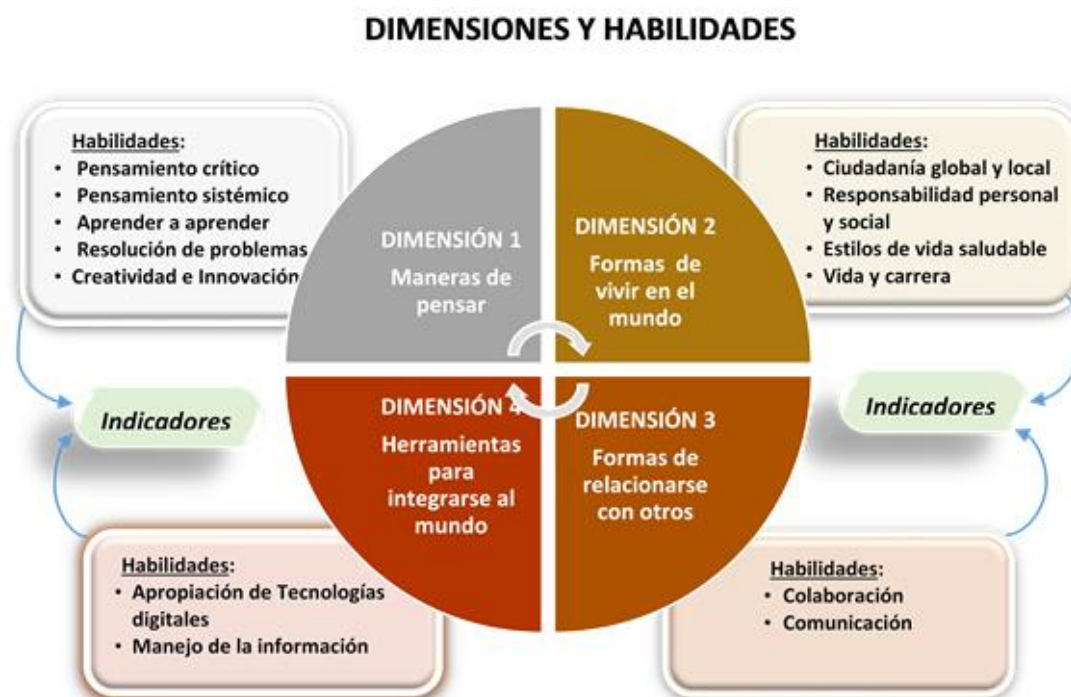 DIMENSIONES Y HABILIDADES
Habilidades:
• Pensamiento crítico
• Pensamiento sistémico
• Aprender a aprender
• Resolución de problemas
• Creatividad e Innovación
DIMENSIÓN 1
Maneras de
pensar
DIMENSIÓN 2
Formas de
vivir en el
mundo
Habilidades:
• Ciudadanía global y local
• Responsabilidad personal
y social
• Estilos de vida saludable
• Vida y carrera
Indicadores
Indicadores
DIMENSIÓN 4
Herramientas
para
integrarse al
mundo
DIMENSIÓN 3
Formas de
relacionarse
con otros
Habilidades:
• Apropiación de Tecnologías
digitales
• Manejo de la información
Habilidades:
• Colaboración
• Comunicación